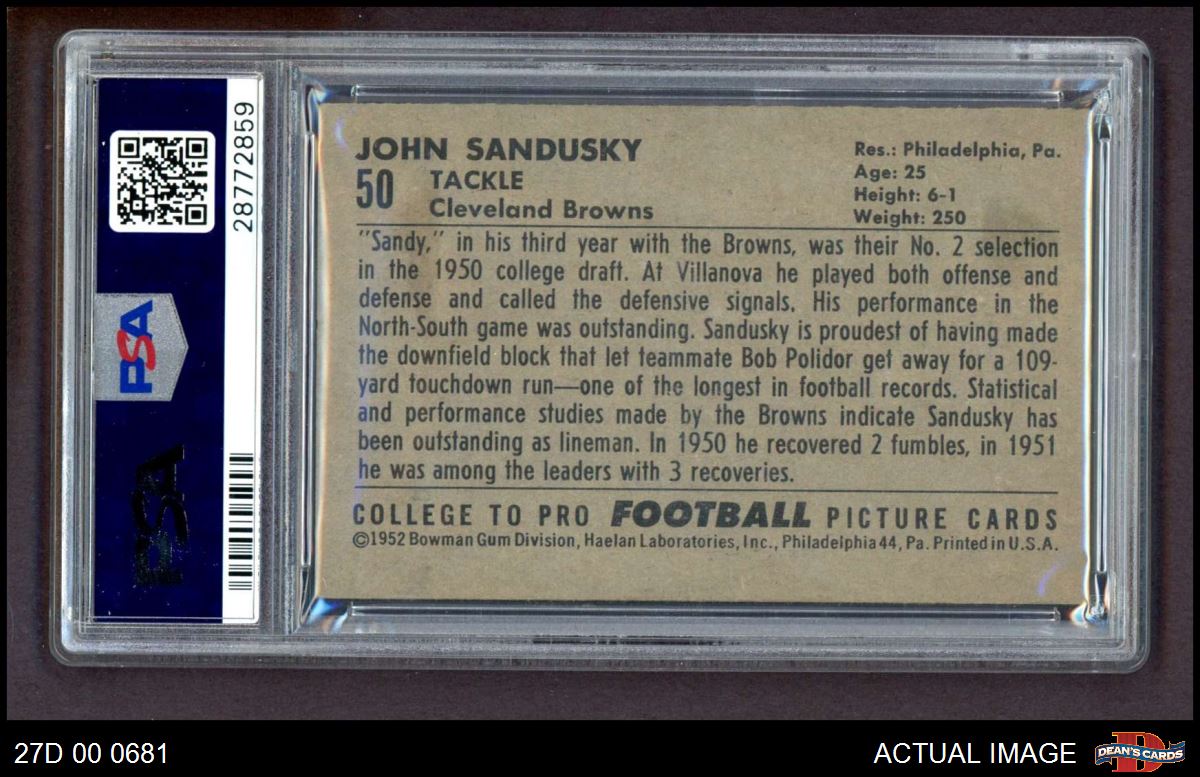 28772859
PSA
PSA
JOHN SANDUSKY
50 TACKLE
Cleveland Browns
Res.: Philadelphia, Pa.
Age: 25
Height: 6-1
Weight: 250
"Sandy," in his third year with the Browns, was their No. 2 selection
in the 1950 college draft. At Villanova he played both offense and
defense and called the defensive signals. His performance in the
North-South game was outstanding. Sandusky is proudest of having made
the downfield block that let teammate Bob Polidor get away for a 109-
yard touchdown run—one of the longest in football records. Statistical
and performance studies made by the Browns indicate Sandusky has
been outstanding as lineman. In 1950 he recovered 2 fumbles, in 1951
he was among the leaders with 3 recoveries.
COLLEGE TO PRO FOOTBALL PICTURE CARDS
©1952 Bowman Gum Division, Haelan Laboratories, Inc., Philadelphia 44, Pa. Printed in U.S.A.
27D 00 0681
ACTUAL IMAGE
DEAN'S CARDS